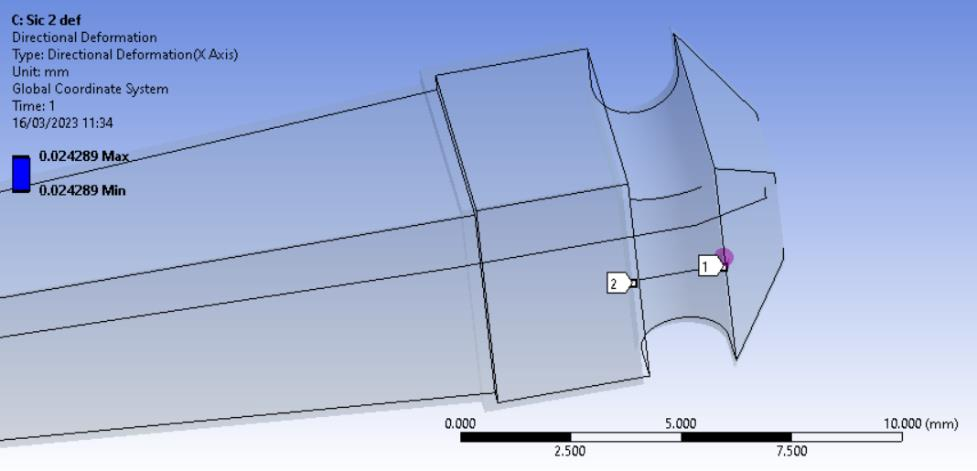 C: Sic 2 def
Directional Deformation
Type: Directional Deformation(X Axis)
Unit: mm
Global Coordinate System
Time: 1
16/03/2023 11:34
0.024289 Max
0.024289 Min
1
2
0.000 5.000 10.000 (mm)
2.500 7.500